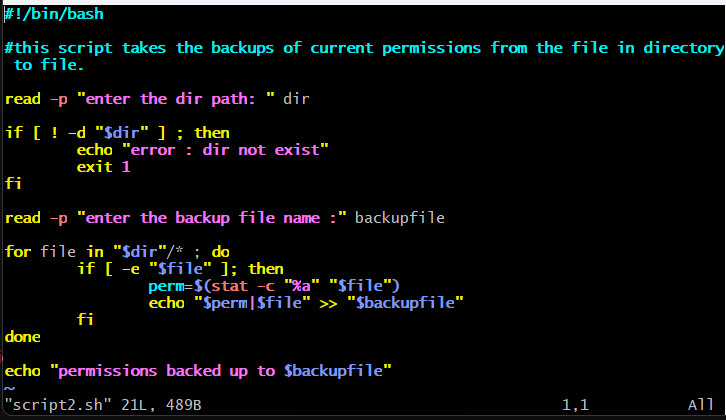 #!/bin/bash
#this script takes the backups of current permissions from the file in directory
 to file.
read -p "enter the dir path: " dir
if [ ! -d "$dir" ] ; then
        echo "error : dir not exist"
        exit 1
fi
read -p "enter the backup file name :" backupfile
for file in "$dir"/* ; do
        if [ -e "$file" ]; then
                perm=$(stat -c "%a" "$file")
                echo "$perm|$file" >> "$backupfile"
        fi
done
echo "permissions backed up to $backupfile"
~
"script2.sh" 21L, 489B                                        1,1           All